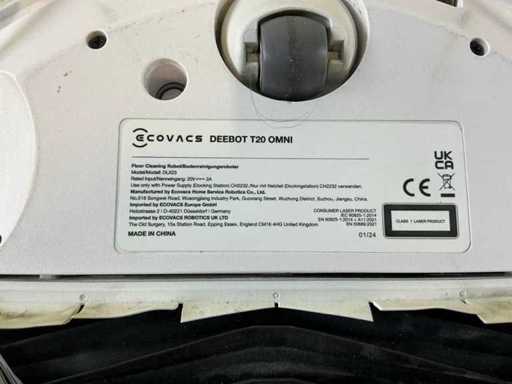 ECOVACS DEEBOT T20 OMNI
Floor Cleaning Robot/Bodenreinigungsroboter
Model/Modell: DLX23
Rated Input/Nenneingang: 20V⎓ 2A
Use only with Power Supply (Docking Station) CH2232./Nur mit Netzteil (Dockingstation) CH2232 verwenden.
Manufactured by Ecovacs Home Service Robotics Co., Ltd.
No.518 Songwei Road, Wusongjiang Industry Park, Guoxiang Street, Wuzhong District, Suzhou, Jiangsu, China.
Imported by ECOVACS Europe GmbH
Holzstrasse 2 | D-40221 Düsseldorf | Germany
Imported by ECOVACS ROBOTICS UK LTD
The Old Surgery, 15a Station Road, Epping Essex, England CM16 4HG United Kingdom
MADE IN CHINA
CONSUMER LASER PRODUCT
IEC 60825-1:2014
EN 60825-1:2014 + A11:2021
EN 50689:2021
01/24
UK
CA
CE
CLASS 1 LASER PRODUCT